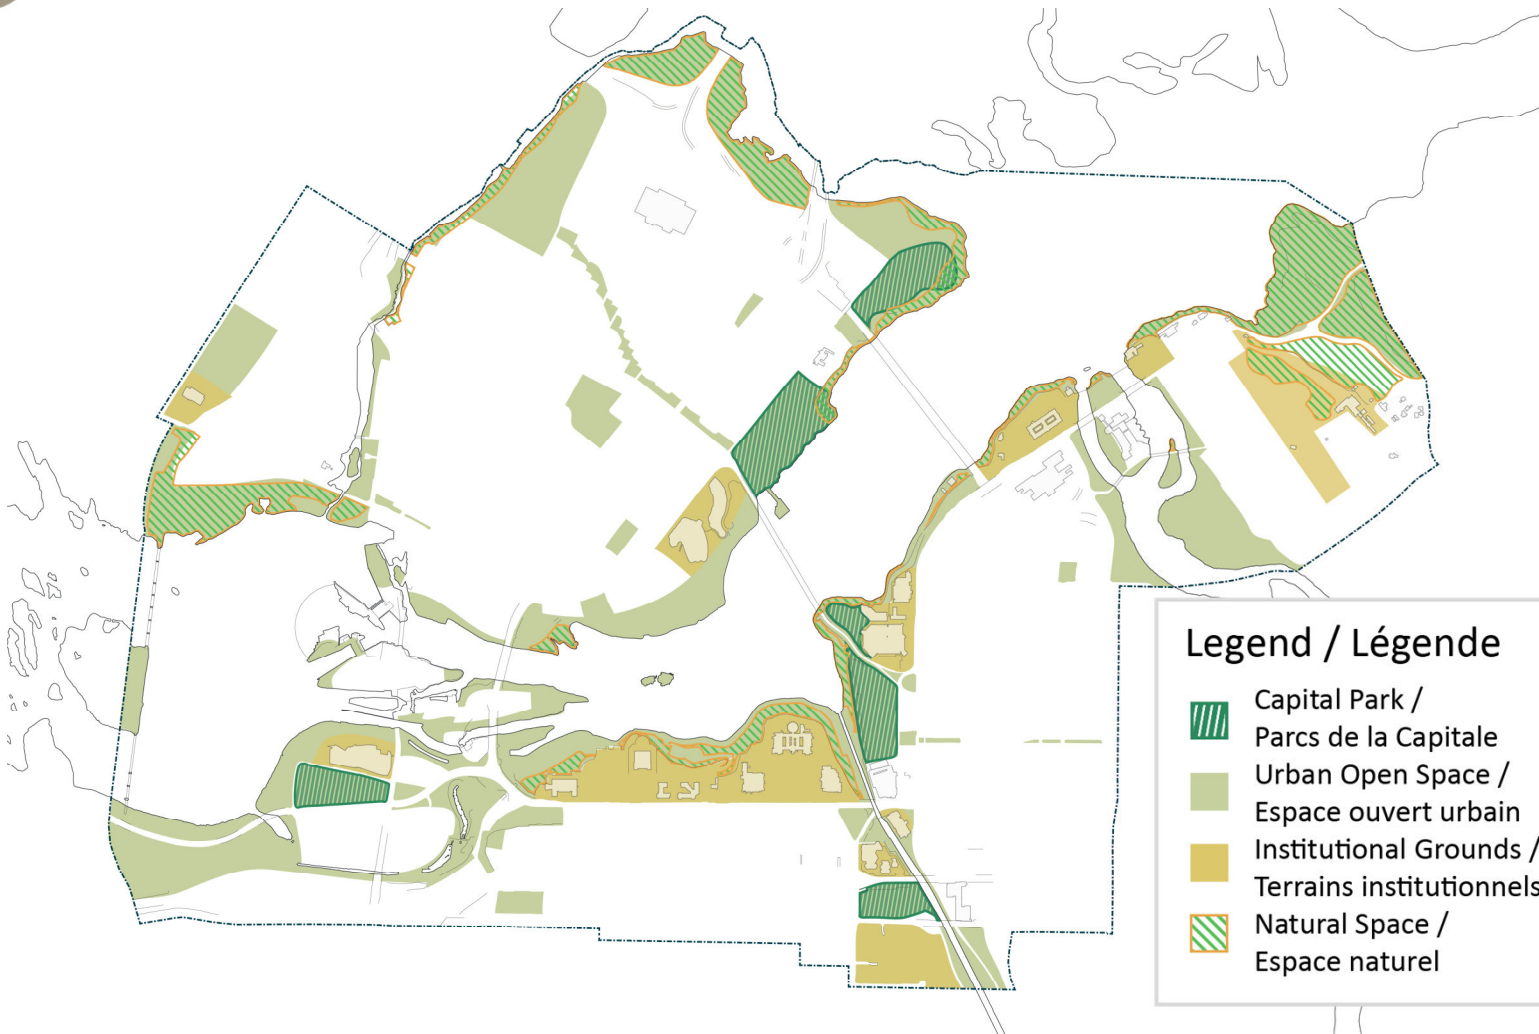 Legend / Légende
Capital Park /
Parcs de la Capitale
Urban Open Space /
Espace ouvert urbain
Institutional Grounds /
Terrains institutionnels
Natural Space /
Espace naturel